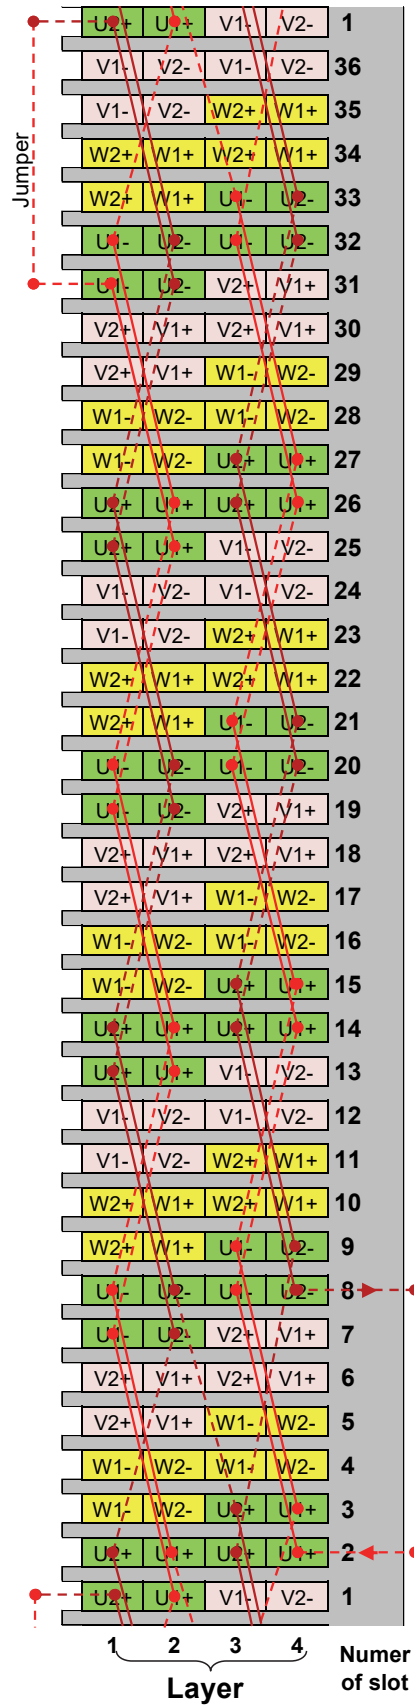 U2+ U1+ V1- V2- 1
V1- V2- V1- V2- 36
V1- V2- W2+ W1+ 35
W2+ W1+ W2+ W1+ 34
W2+ W1+ U1- U2- 33
U1- U2- U1- U2- 32
U1- U2- V2+ V1+ 31
Jumper
V2+ V1+ V2+ V1+ 30
V2+ V1+ W1- W2- 29
W1- W2- W1- W2- 28
W1- W2- U2+ U1+ 27
U2+ U1+ U2+ U1+ 26
U2+ U1+ V1- V2- 25
V1- V2- V1- V2- 24
V1- V2- W2+ W1+ 23
W2+ W1+ W2+ W1+ 22
W2+ W1+ U1- U2- 21
U1- U2- U1- U2- 20
U1- U2- V2+ V1+ 19
V2+ V1+ V2+ V1+ 18
V2+ V1+ W1- W2- 17
W1- W2- W1- W2- 16
W1- W2- U2+ U1+ 15
U2+ U1+ U2+ U1+ 14
U2+ U1+ V1- V2- 13
V1- V2- V1- V2- 12
V1- V2- W2+ W1+ 11
W2+ W1+ W2+ W1+ 10
W2+ W1+ U1- U2- 9
U1- U2- U1- U2- 8
U1- U2- V2+ V1+ 7
V2+ V1+ V2+ V1+ 6
V2+ V1+ W1- W2- 5
W1- W2- W1- W2- 4
W1- W2- U2+ U1+ 3
U2+ U1+ U2+ U1+ 2
U2+ U1+ V1- V2- 1
1 2 3 4
Layer
Numer
of slot